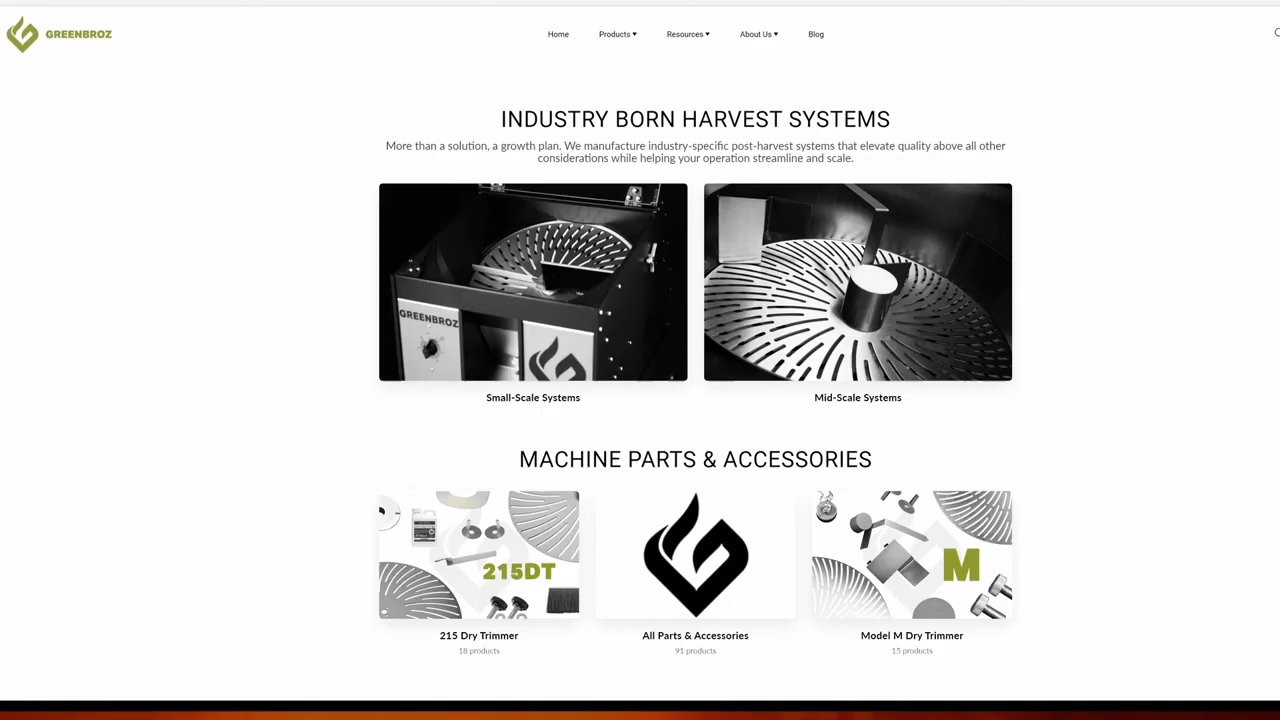 GREENBROZ
Home
Products
Resources
About Us
Blog
INDUSTRY BORN HARVEST SYSTEMS
More than a solution, a growth plan. We manufacture industry-specific post-harvest systems that elevate quality above all other
considerations while helping your operation streamline and scale.
GREENBROZ
Small-Scale Systems
Mid-Scale Systems
MACHINE PARTS & ACCESSORIES
215DT
M
215 Dry Trimmer
All Parts & Accessories
Model M Dry Trimmer
18 products
91 products
15 products